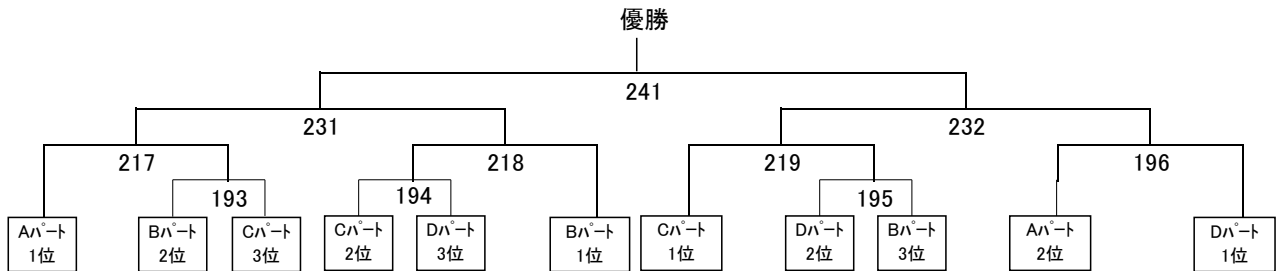 優勝
241
231
232
217
218
219
196
193
194
195
Aパート
1位
Bパート
2位
Cパート
3位
Cパート
2位
Dパート
3位
Bパート
1位
Cパート
1位
Dパート
2位
Bパート
3位
Aパート
2位
Dパート
1位